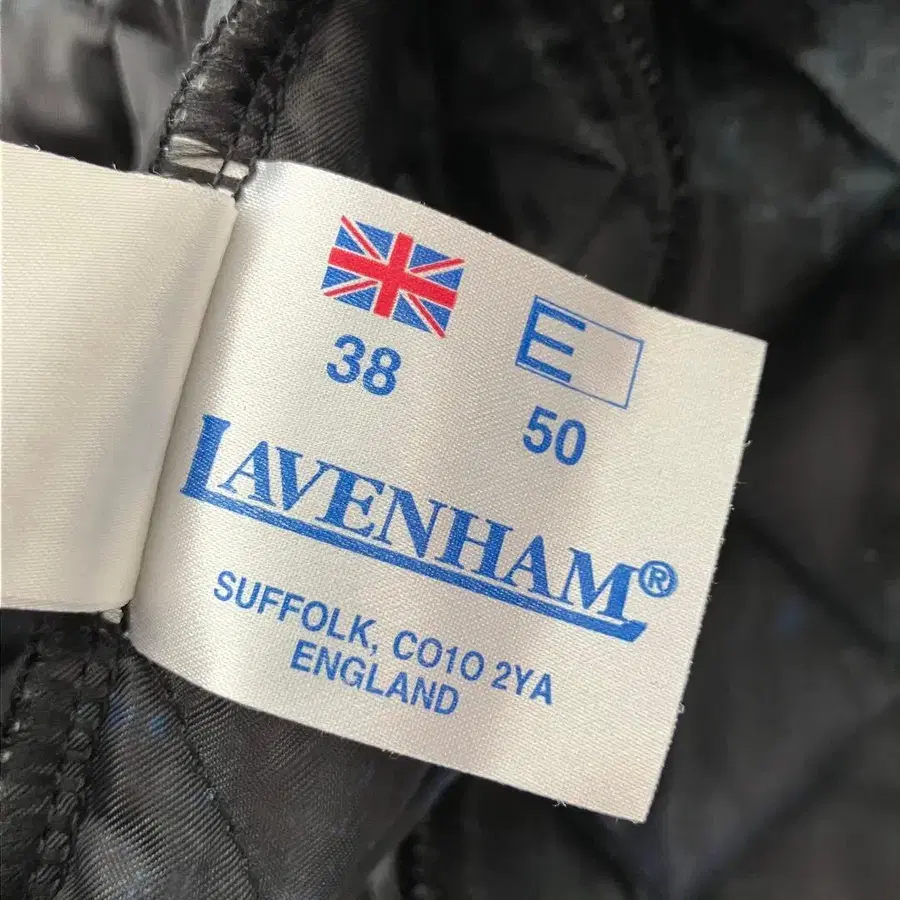 38
E
50
LAVENHAM®
SUFFOLK, CO10 2YA
ENGLAND